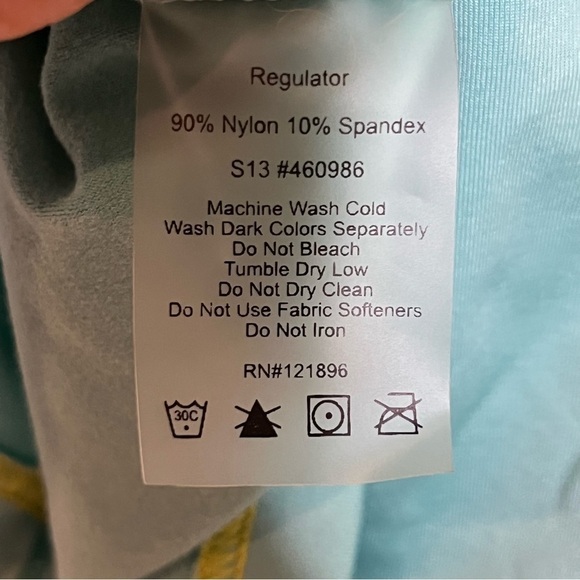 Regulator
90% Nylon 10% Spandex
S13 #460986
Machine Wash Cold
Wash Dark Colors Separately
Do Not Bleach
Tumble Dry Low
Do Not Dry Clean
Do Not Use Fabric Softeners
Do Not Iron
RN#121896
30C